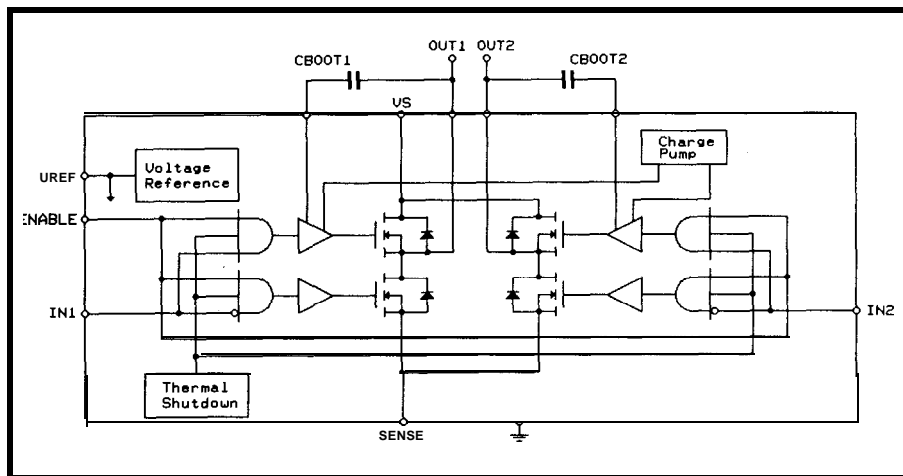 OUT1 OUT2
CBOOT1
CBOOT2
VS
Charge
Pump
Voltage
Reference
UREF
ENABLE
IN1
IN2
Thermal
Shutdown
SENSE